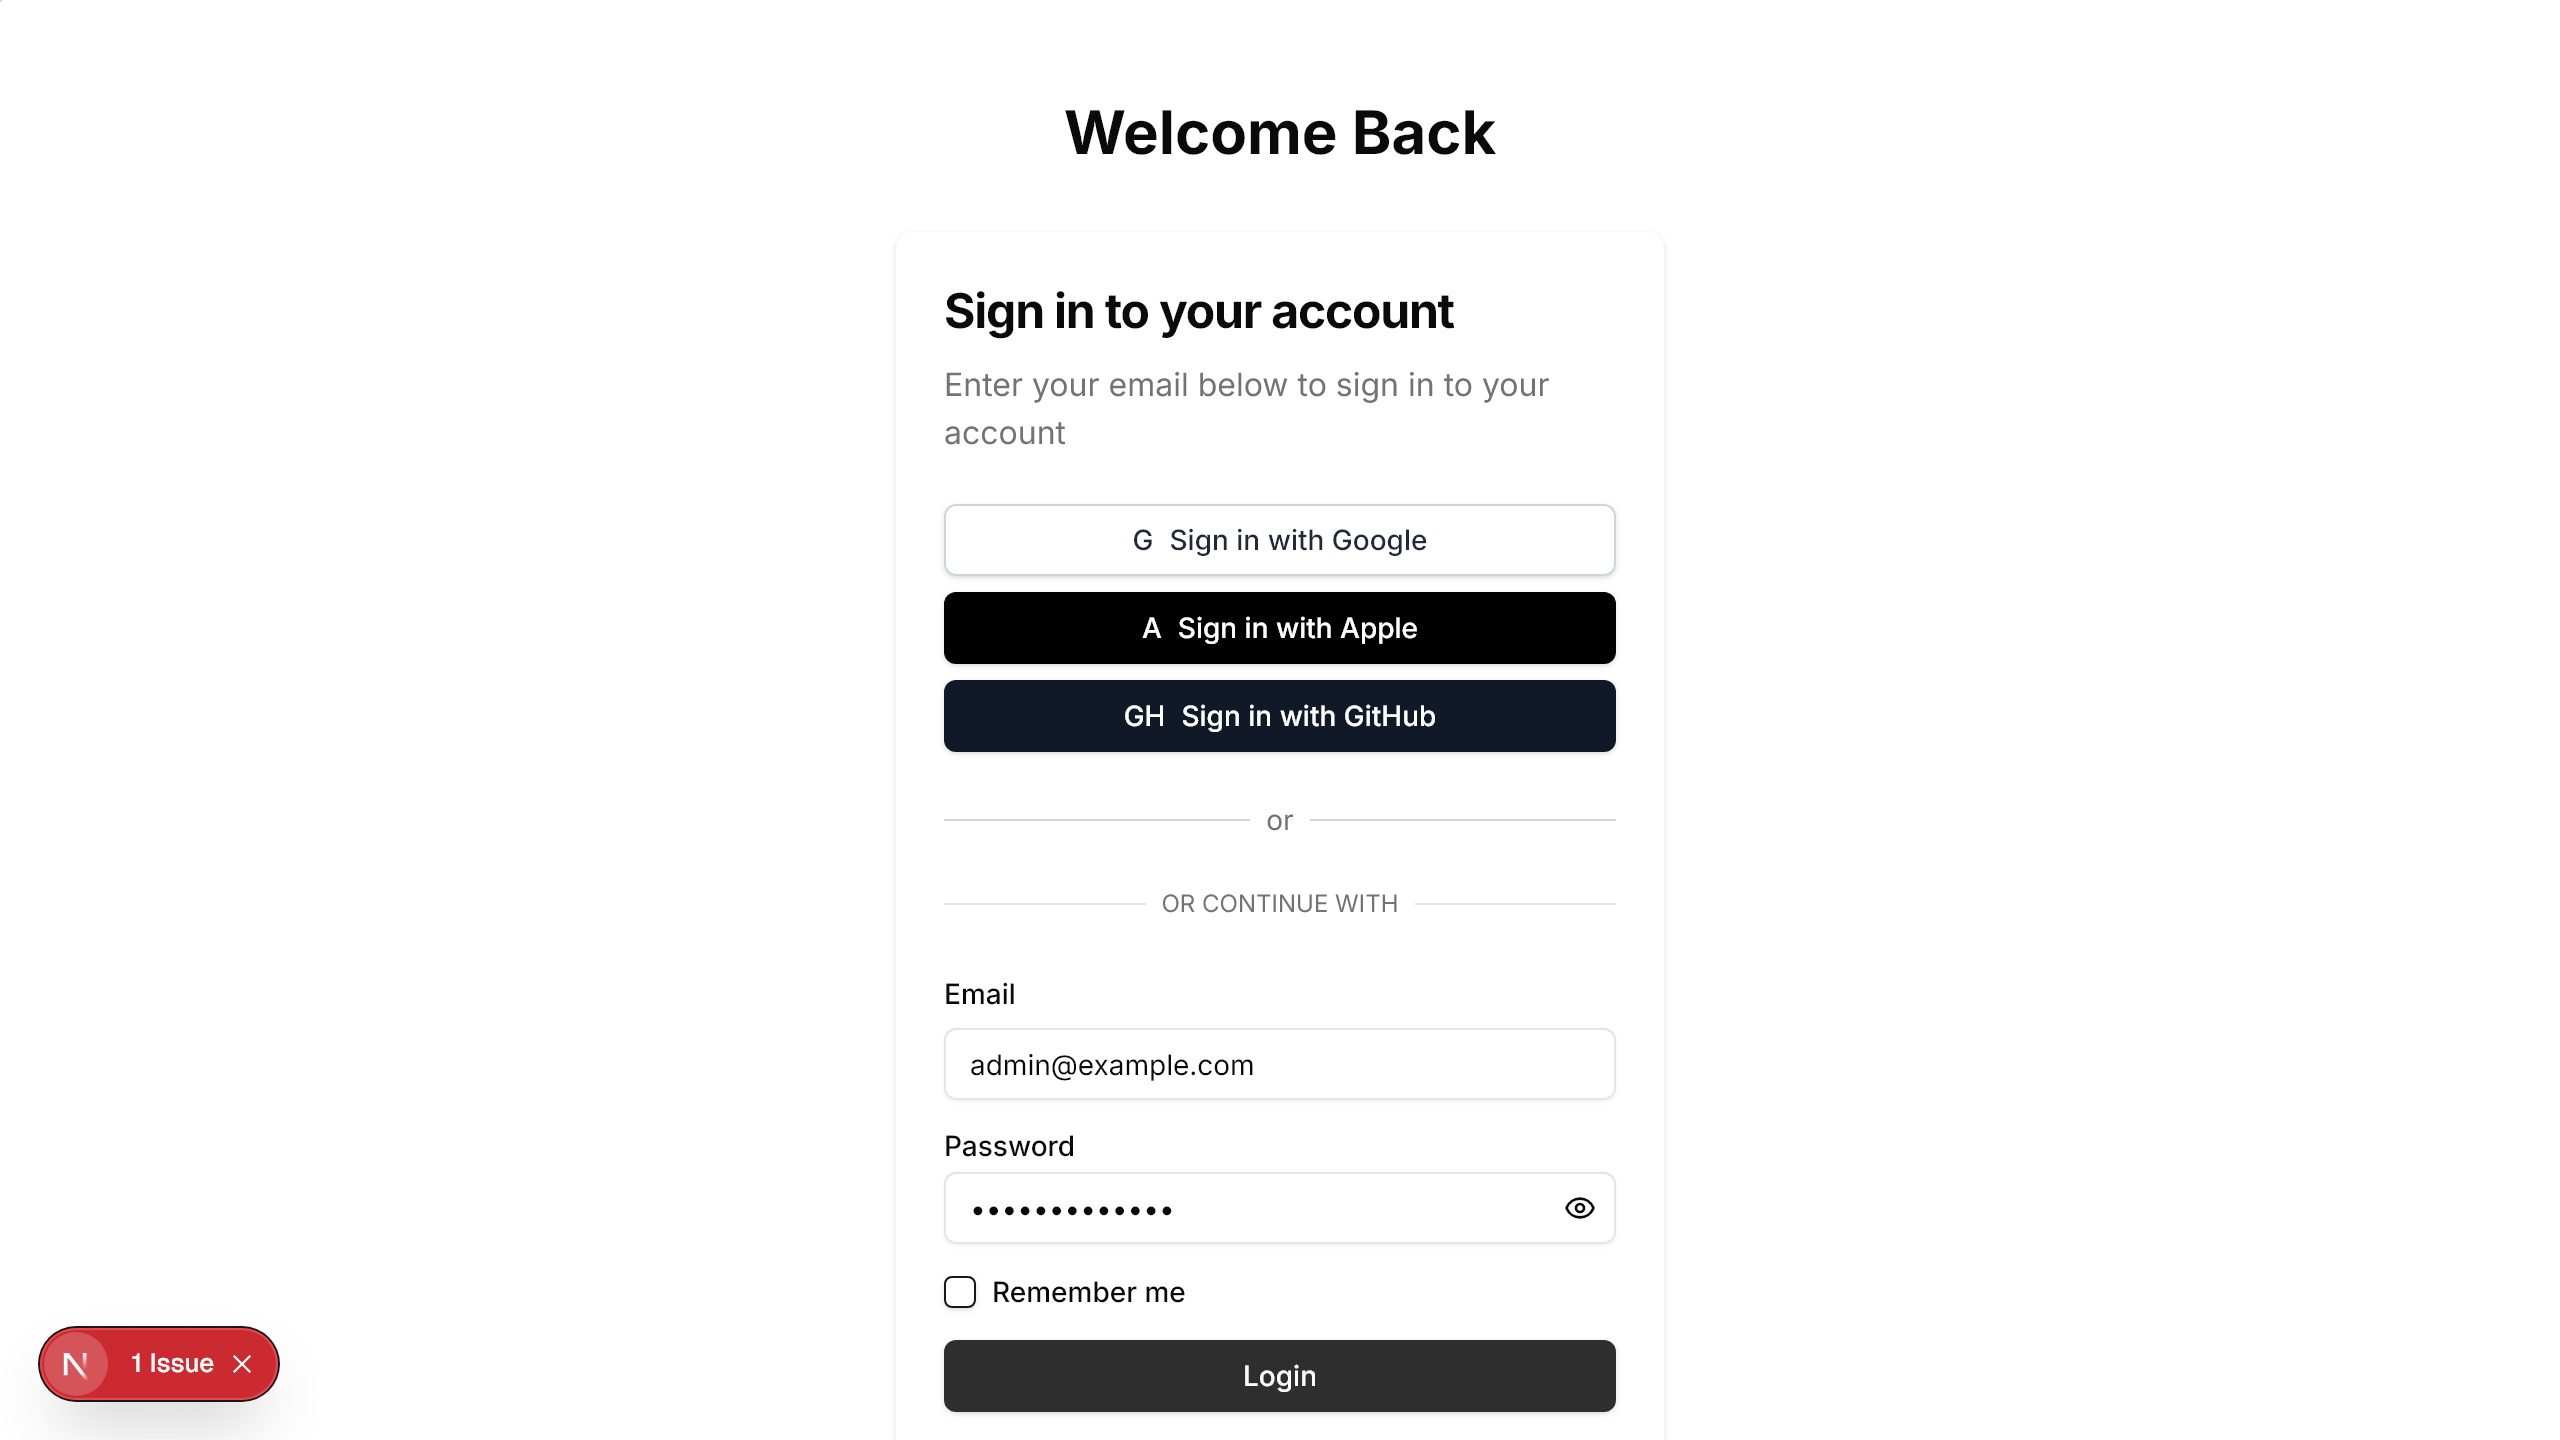 Welcome Back
Sign in to your account
Enter your email below to sign in to your
account
G Sign in with Google
A Sign in with Apple
GH Sign in with GitHub
or
OR CONTINUE WITH
Email
admin@example.com
Password
•••••••••••••
Remember me
N 1 Issue
Login